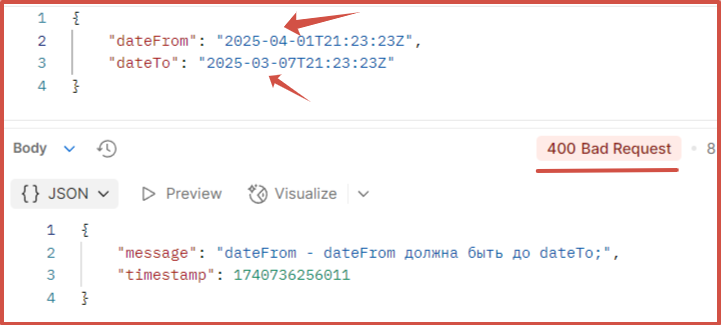 1 {
2 "dateFrom": "2025-04-01T21:23:23Z",
3 "dateTo": "2025-03-07T21:23:23Z"
4 }
Body 400 Bad Request 8
{} JSON Preview Visualize
1 {
2 "message": "dateFrom - dateFrom должна быть до dateTo;",
3 "timestamp": 1740736256011
4 }